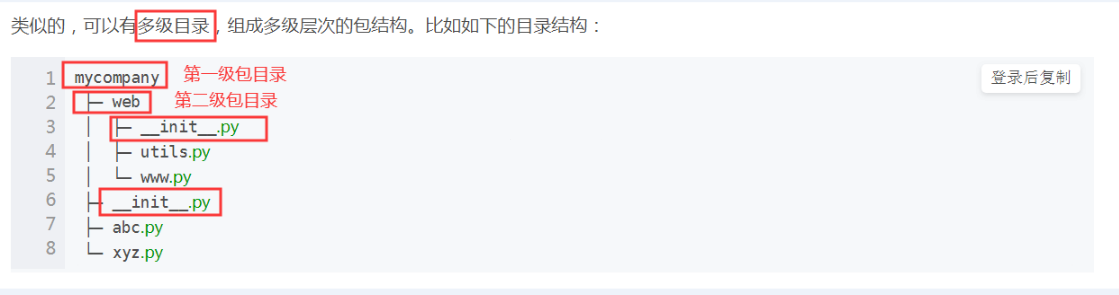 类似的，可以有多级目录，组成多级层次的包结构。比如如下的目录结构：
登录后复制
1 mycompany 第一级包目录
2 ├─ web 第二级包目录
3 │  ├─ __init__.py
4 │  ├─ utils.py
5 │  └─ www.py
6 ├─ __init__.py
7 ├─ abc.py
8 └─ xyz.py